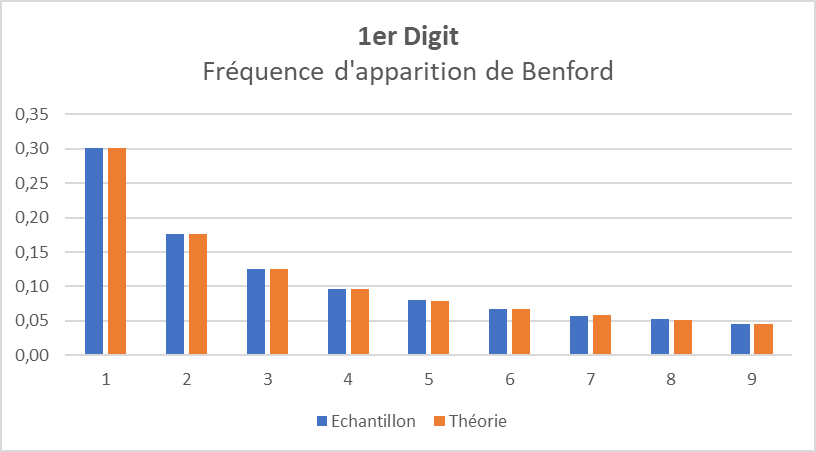 1er Digit
Fréquence d'apparition de Benford
0,35
0,30
0,25
0,20
0,15
0,10
0,05
0,00
1 2 3 4 5 6 7 8 9
Echantillon Théorie